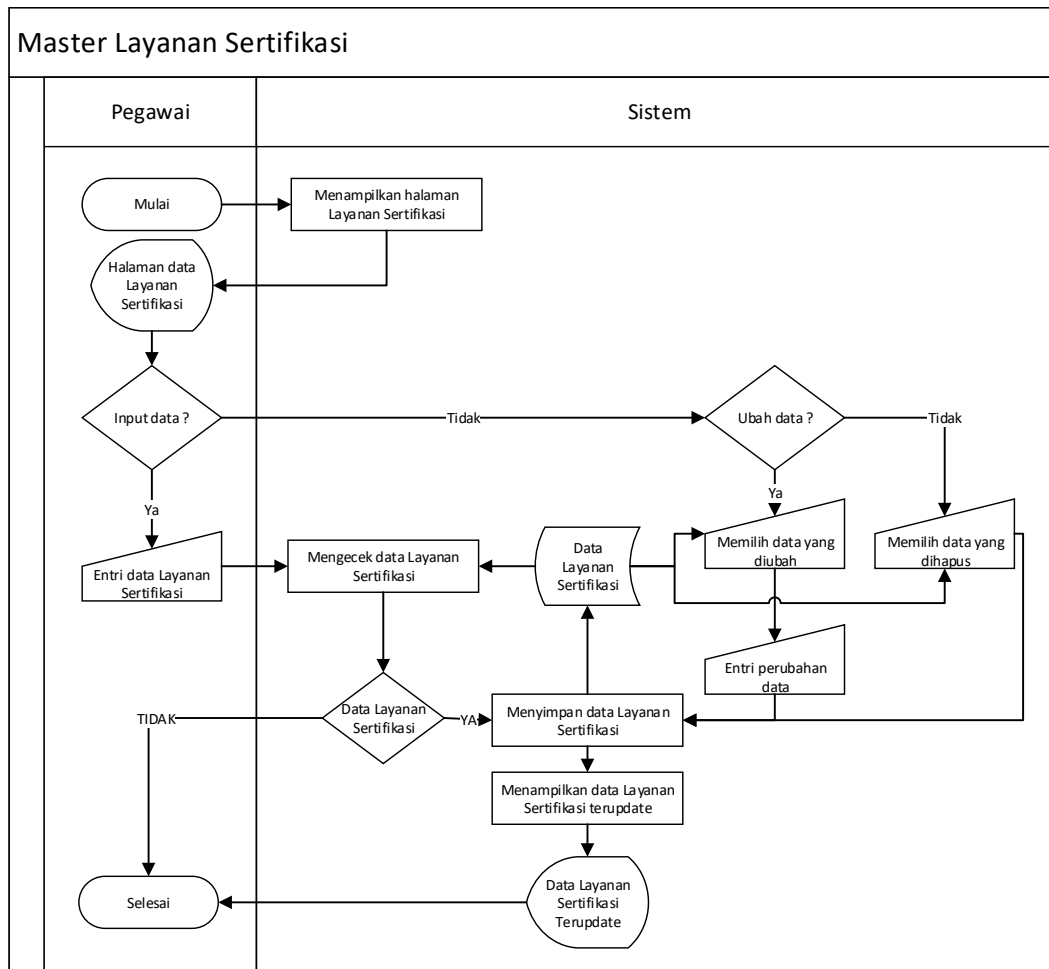 Master Layanan Sertifikasi
Pegawai
Sistem
Mulai
Menampilkan halaman
Layanan Sertifikasi
Halaman data
Layanan
Sertifikasi
Input data ?
Tidak
Ubah data ?
Tidak
Ya
Ya
Entri data Layanan
Sertifikasi
Mengecek data Layanan
Sertifikasi
Data
Layanan
Sertifikasi
Memilih data yang
diubah
Memilih data yang
dihapus
Entri perubahan
data
TIDAK
Data Layanan
Sertifikasi
YA
Menyimpan data Layanan
Sertifikasi
Menampilkan data Layanan
Sertifikasi terupdate
Selesai
Data Layanan
Sertifikasi
Terupdate